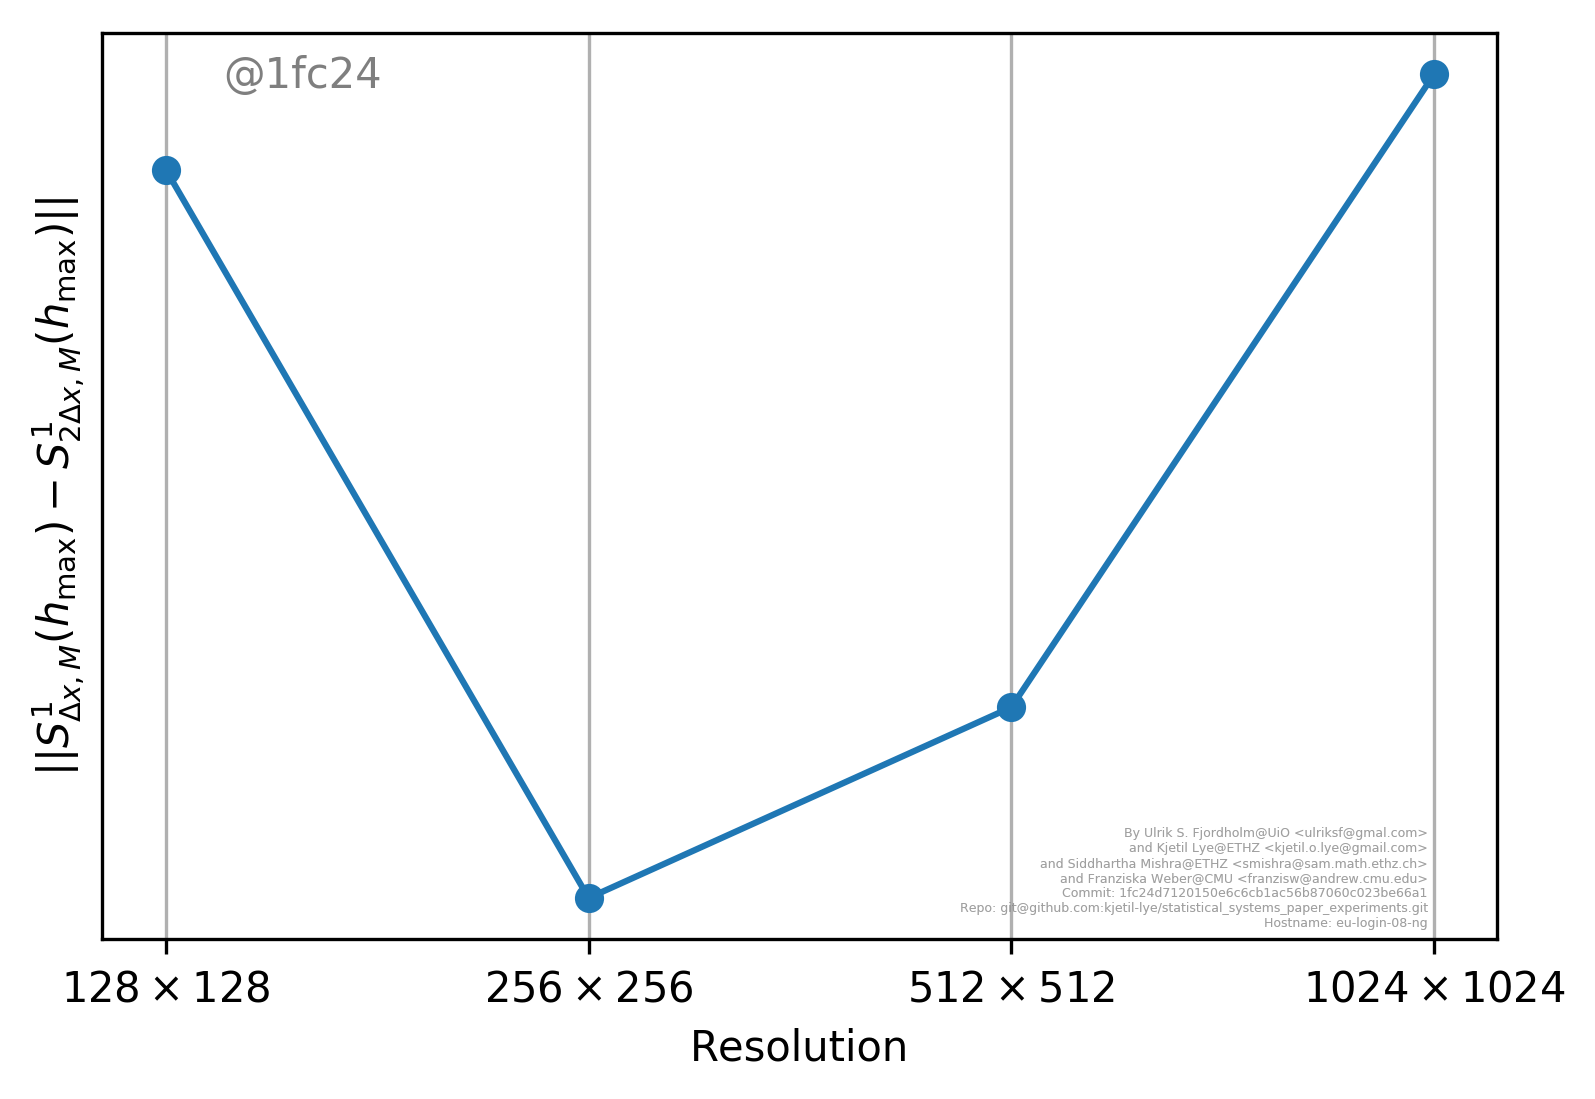 @1fc24
||S^1_{Δx,M}(h_max) − S^1_{2Δx,M}(h_max)||
By Ulrik S. Fjordholm@UiO <ulriksf@gmal.com>
and Kjetil Lye@ETHZ <kjetil.o.lye@gmail.com>
and Siddhartha Mishra@ETHZ <smishra@sam.math.ethz.ch>
and Franziska Weber@CMU <franzisw@andrew.cmu.edu>
Commit: 1fc24d7120150e6c6cb1ac56b87060c023be66a1
Repo: git@github.com:kjetil-lye/statistical_systems_paper_experiments.git
Hostname: eu-login-08-ng
128 × 128 256 × 256 512 × 512 1024 × 1024
Resolution